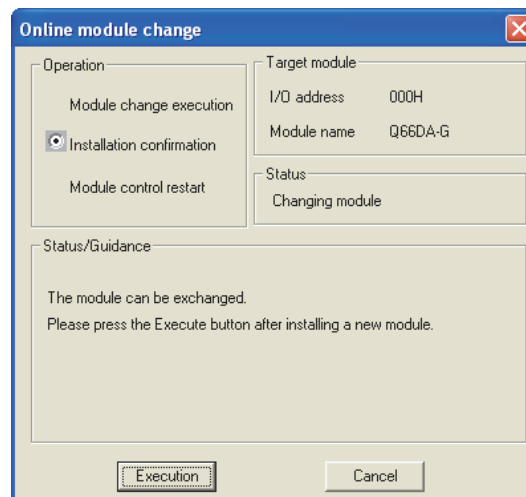 Online module change
Operation
Module change execution
Installation confirmation
Module control restart
Target module
I/O address 000H
Module name Q66DA-G
Status
Changing module
Status/Guidance
The module can be exchanged.
Please press the Execute button after installing a new module.
Execution
Cancel